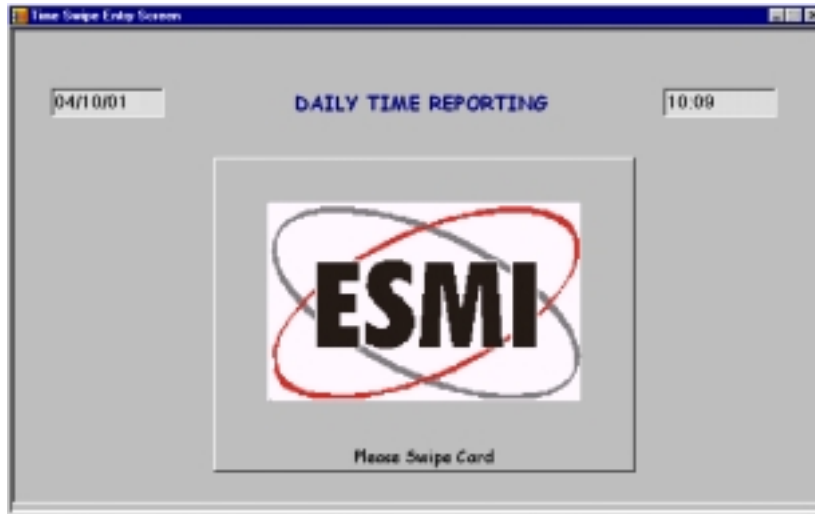 Time Swipe Entry Screen
04/10/01
DAILY TIME REPORTING
10:09
ESMI
Please Swipe Card